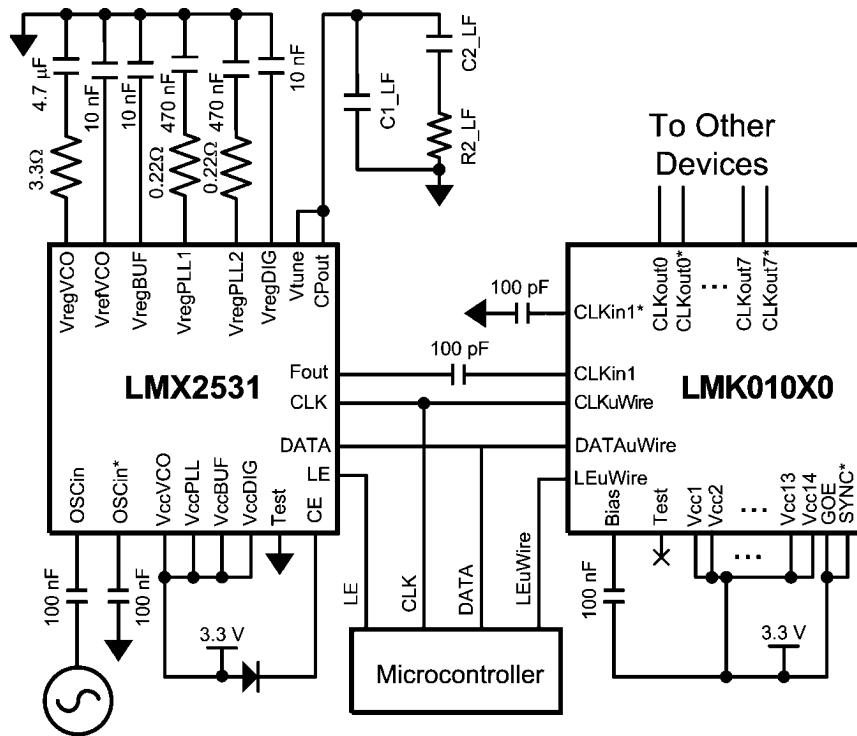 4.7 µF
10 nF
10 nF
470 nF
470 nF
10 nF
C1_LF
C2_LF
R2_LF
3.3Ω
0.22Ω
0.22Ω
To Other
Devices
VregVCO
VrefVCO
VregBUF
VregPLL1
VregPLL2
VregDIG
Vtune
CPout
CLKout0
CLKout0*
...
CLKout7
CLKout7*
100 pF
CLKin1*
100 pF
LMX2531
Fout
CLKin1
LMK010X0
CLK
CLKuWire
DATA
DATAuWire
LE
LEuWire
OSCin
OSCin*
VccVCO
VccPLL
VccBUF
VccDIG
Test
CE
Bias
Test
Vcc1
Vcc2
...
Vcc13
Vcc14
GOE
SYNC*
...
100 nF
100 nF
LE
CLK
DATA
LEuWire
100 nF
3.3 V
3.3 V
Microcontroller